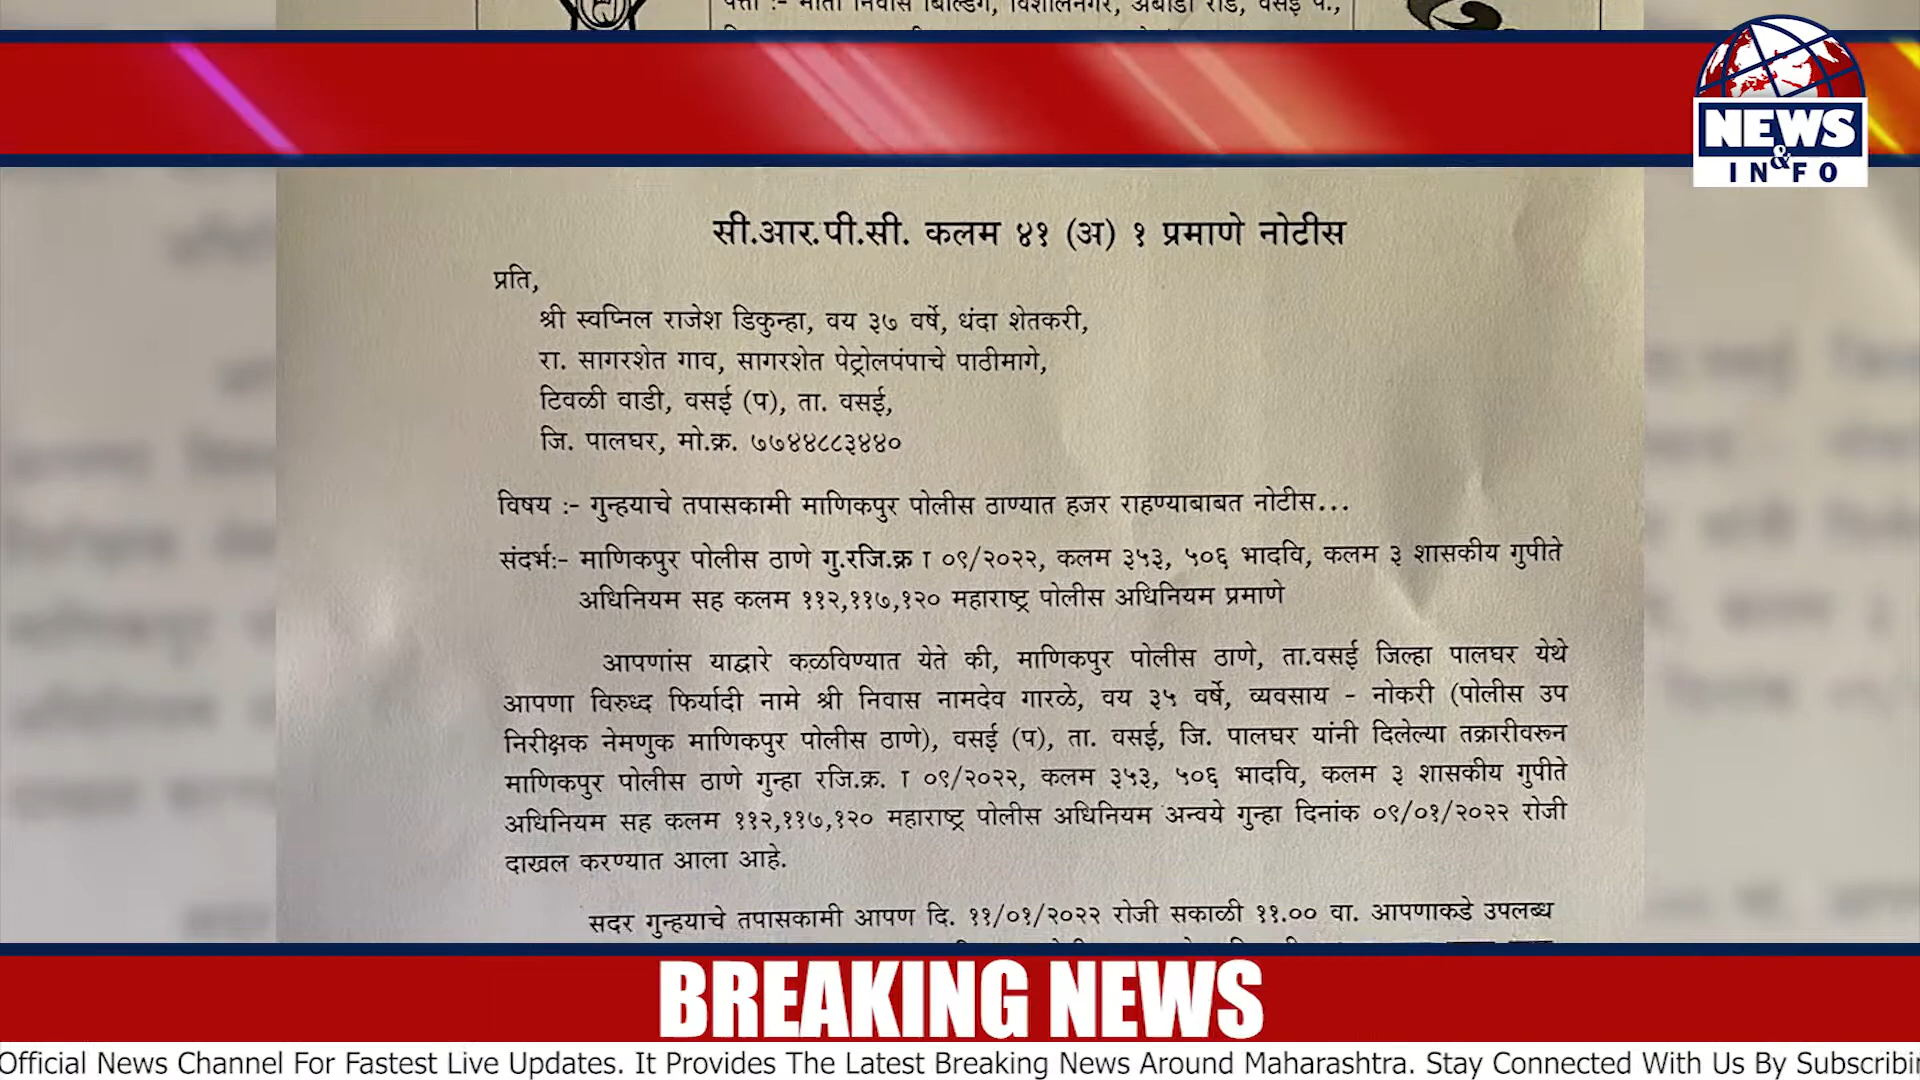 पत्ता :- माता निवास बिल्डिंग, विशालनगर, अंबाडी रोड, वसई प.,
NEWS
& INFO
सी.आर.पी.सी. कलम ४१ (अ) १ प्रमाणे नोटीस
प्रति,
श्री स्वप्निल राजेश डिकुन्हा, वय ३७ वर्षे, धंदा शेतकरी,
रा. सागरशेत गाव, सागरशेत पेट्रोलपंपाचे पाठीमागे,
टिवळी वाडी, वसई (प), ता. वसई,
जि. पालघर, मो.क्र. ७७४४८८३४४०
विषय :- गुन्हयाचे तपासकामी माणिकपुर पोलीस ठाण्यात हजर राहण्याबाबत नोटीस...
संदर्भः- माणिकपुर पोलीस ठाणे गु.रजि.क्र I ०९/२०२२, कलम ३५३, ५०६ भादवि, कलम ३ शासकीय गुपीते
अधिनियम सह कलम ११२,११७,१२० महाराष्ट्र पोलीस अधिनियम प्रमाणे
आपणांस याद्वारे कळविण्यात येते की, माणिकपुर पोलीस ठाणे, ता.वसई जिल्हा पालघर येथे
आपणा विरुध्द फिर्यादी नामे श्री निवास नामदेव गारळे, वय ३५ वर्षे, व्यवसाय - नोकरी (पोलीस उप
निरीक्षक नेमणुक माणिकपुर पोलीस ठाणे), वसई (प), ता. वसई, जि. पालघर यांनी दिलेल्या तक्रारीवरून
माणिकपुर पोलीस ठाणे गुन्हा रजि.क्र. I ०९/२०२२, कलम ३५३, ५०६ भादवि, कलम ३ शासकीय गुपीते
अधिनियम सह कलम ११२,११७,१२० महाराष्ट्र पोलीस अधिनियम अन्वये गुन्हा दिनांक ०९/०१/२०२२ रोजी
दाखल करण्यात आला आहे.
सदर गुन्हयाचे तपासकामी आपण दि. ११/०१/२०२२ रोजी सकाळी ११.०० वा. आपणाकडे उपलब्ध
BREAKING NEWS
Official News Channel For Fastest Live Updates. It Provides The Latest Breaking News Around Maharashtra. Stay Connected With Us By Subscribin